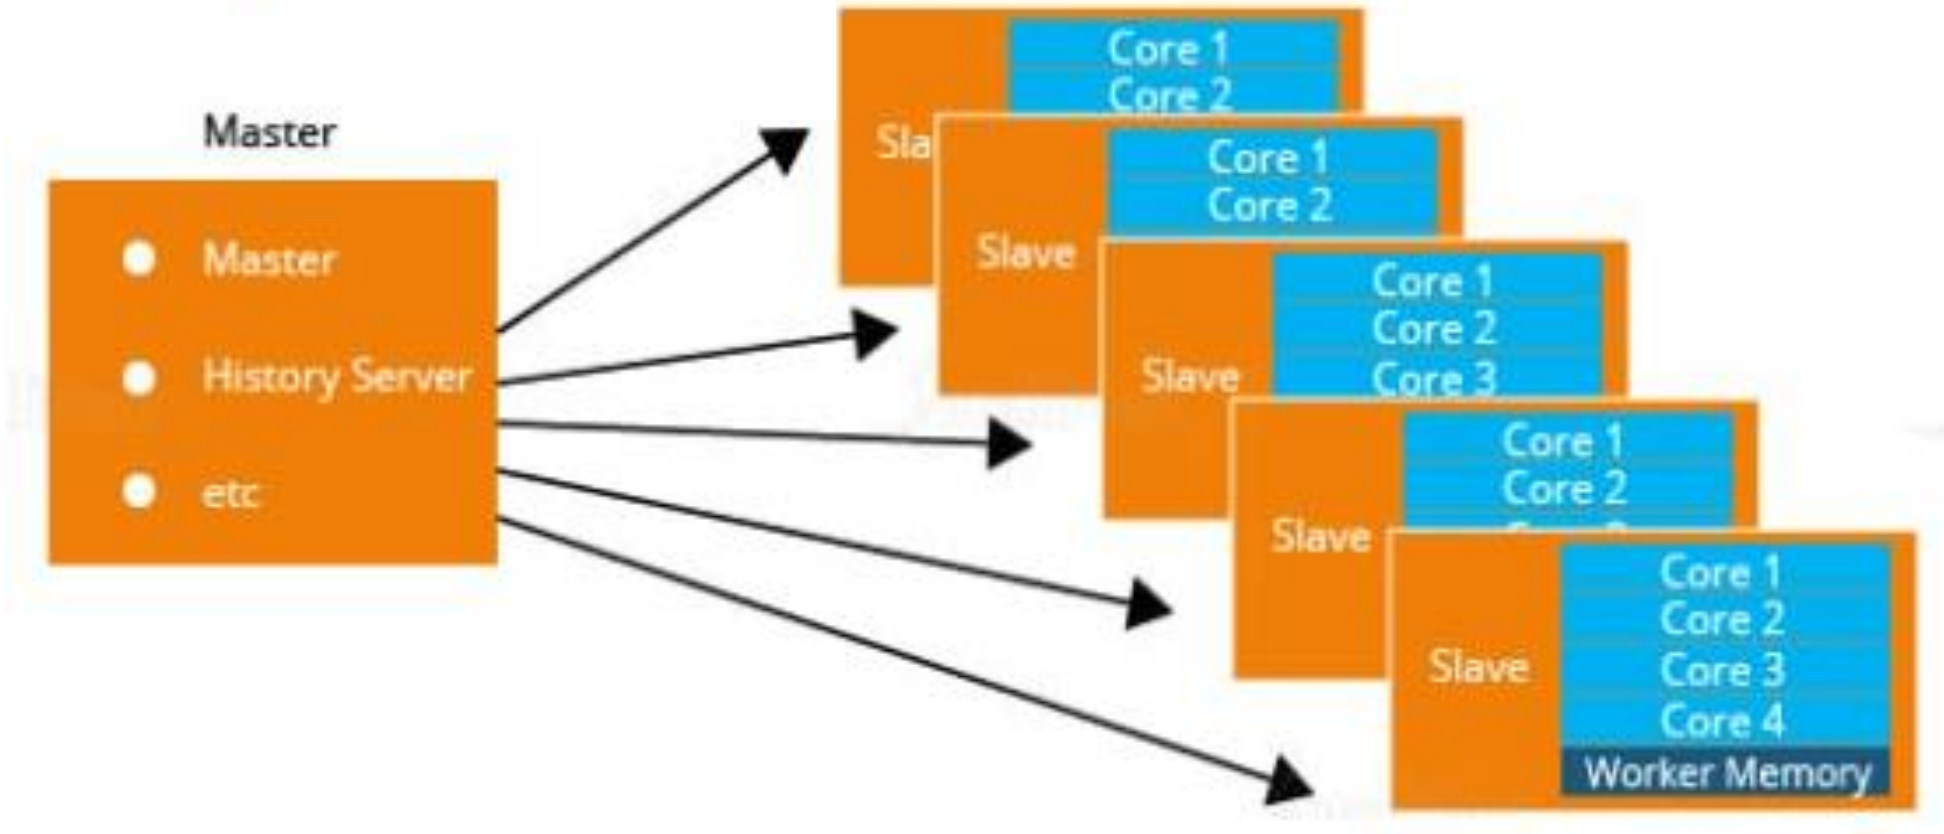 Master
Master
History Server
etc
Core 1
Core 2
Sla
Core 1
Core 2
Slave
Core 1
Core 2
Core 3
Slave
Core 1
Core 2
Slave
Core 1
Core 2
Core 3
Core 4
Slave
Worker Memory